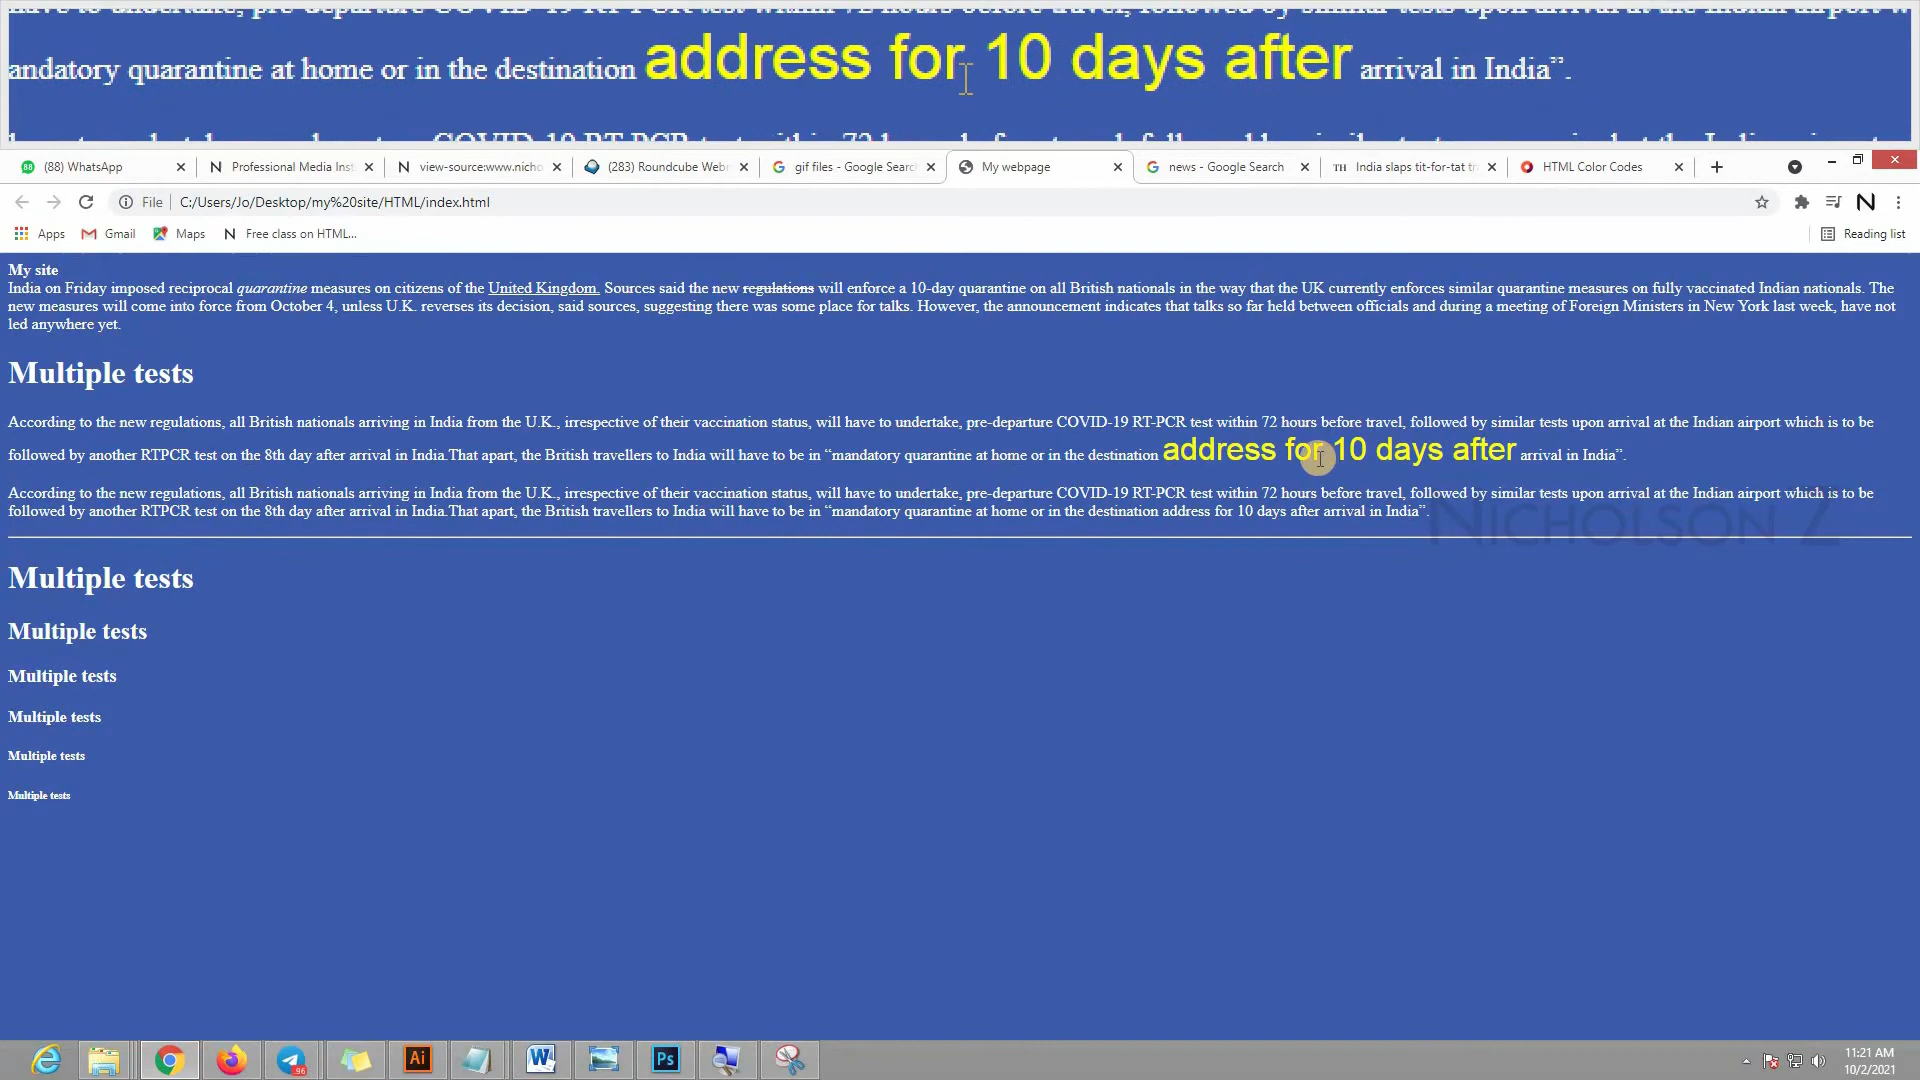 andatory quarantine at home or in the destination address for 10 days after arrival in India”.
(88) WhatsApp
Professional Media Inst
view-source:www.nicho
(283) Roundcube Webm
gif files - Google Searc
My webpage
news - Google Search
TH India slaps tit-for-tat tr
HTML Color Codes
File C:/Users/Jo/Desktop/my%20site/HTML/index.html
Apps
Gmail
Maps
Free class on HTML...
Reading list
My site
India on Friday imposed reciprocal quarantine measures on citizens of the United Kingdom. Sources said the new regulations will enforce a 10-day quarantine on all British nationals in the way that the UK currently enforces similar quarantine measures on fully vaccinated Indian nationals. The
new measures will come into force from October 4, unless U.K. reverses its decision, said sources, suggesting there was some place for talks. However, the announcement indicates that talks so far held between officials and during a meeting of Foreign Ministers in New York last week, have not
led anywhere yet.
Multiple tests
According to the new regulations, all British nationals arriving in India from the U.K., irrespective of their vaccination status, will have to undertake, pre-departure COVID-19 RT-PCR test within 72 hours before travel, followed by similar tests upon arrival at the Indian airport which is to be
followed by another RTPCR test on the 8th day after arrival in India.That apart, the British travellers to India will have to be in “mandatory quarantine at home or in the destination address for 10 days after arrival in India”.
According to the new regulations, all British nationals arriving in India from the U.K., irrespective of their vaccination status, will have to undertake, pre-departure COVID-19 RT-PCR test within 72 hours before travel, followed by similar tests upon arrival at the Indian airport which is to be
followed by another RTPCR test on the 8th day after arrival in India.That apart, the British travellers to India will have to be in “mandatory quarantine at home or in the destination address for 10 days after arrival in India”.
NICHOLSON Z
Multiple tests
Multiple tests
Multiple tests
Multiple tests
Multiple tests
Multiple tests
96
Ai
W
Ps
11:21 AM
10/2/2021